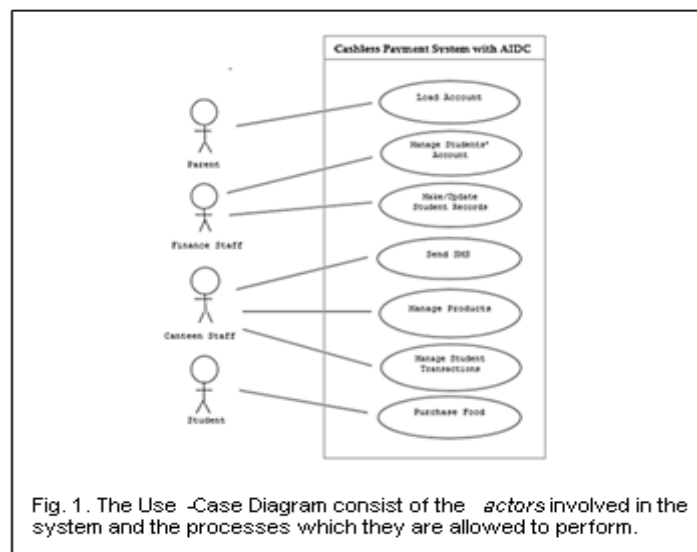 Cashless Payment System with AIDC
Load Account
Parent
Manage Students'
Account
Finance Staff
Make/Update
Student Records
Send SMS
Canteen Staff
Manage Products
Manage Student
Transactions
Student
Purchase Food
Fig. 1. The Use -Case Diagram consist of the actors involved in the
system and the processes which they are allowed to perform.